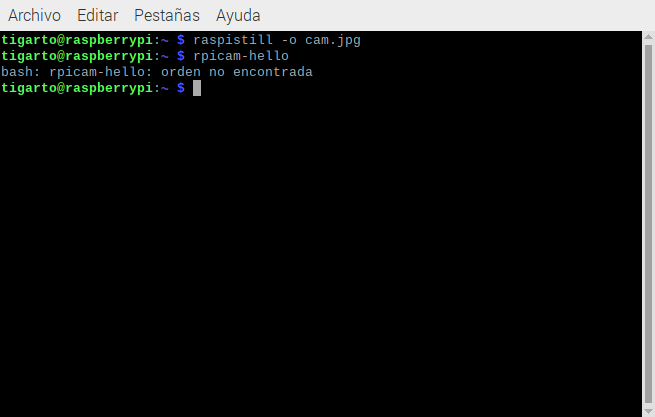 Archivo Editar Pestañas Ayuda
tigarto@raspberrypi:~ $ raspistill -o cam.jpg
tigarto@raspberrypi:~ $ rpicam-hello
bash: rpicam-hello: orden no encontrada
tigarto@raspberrypi:~ $